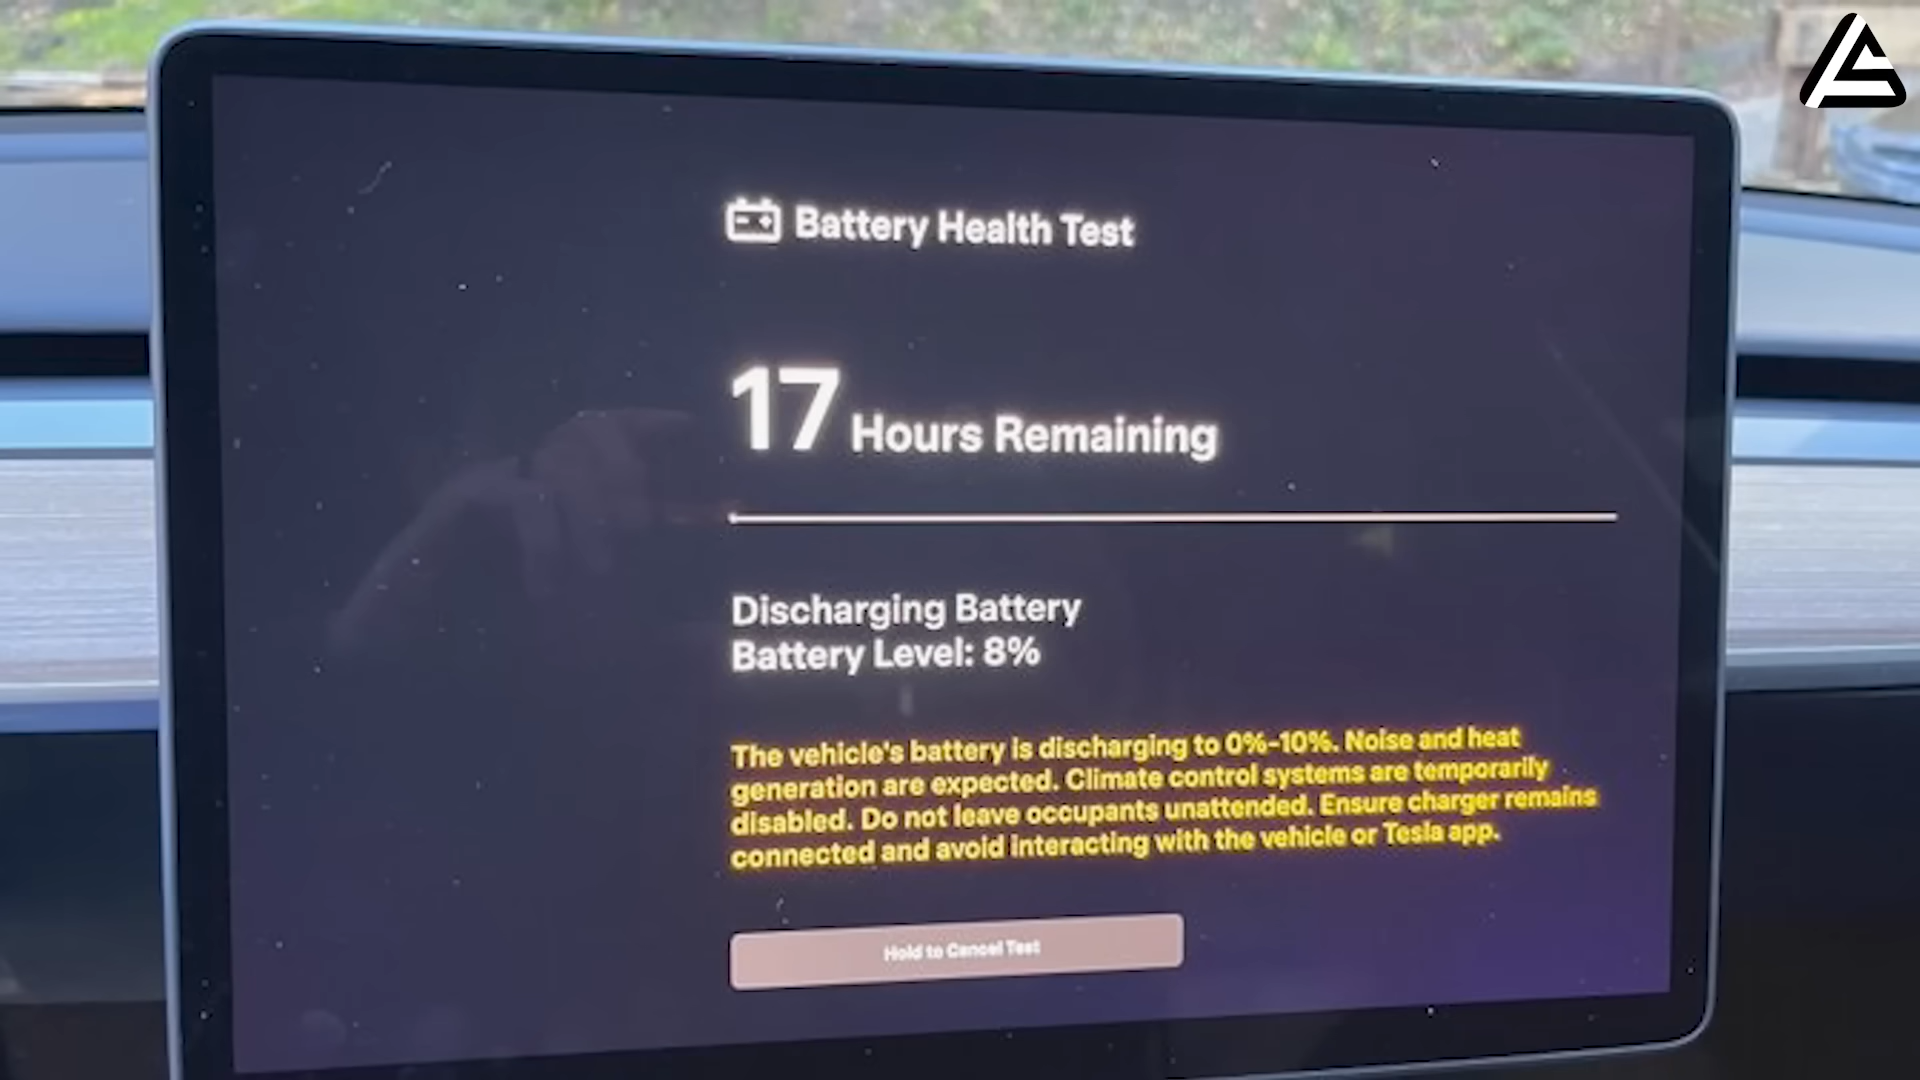 Battery Health Test
17 Hours Remaining
Discharging Battery
Battery Level: 8%
The vehicle's battery is discharging to 0%-10%. Noise and heat
generation are expected. Climate control systems are temporarily
disabled. Do not leave occupants unattended. Ensure charger remains
connected and avoid interacting with the vehicle or Tesla app.
Hold to Cancel Test